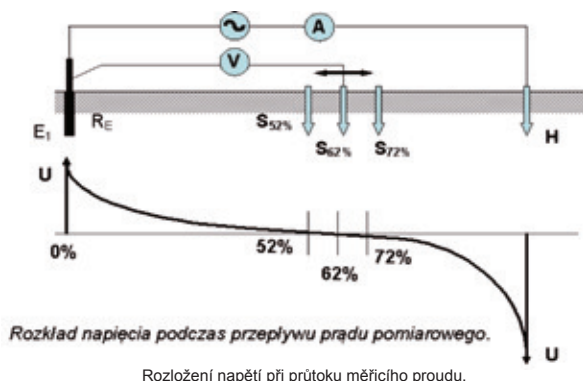 A
V
E1 RE S52% S62% S72% H
U
0% 52% 62% 72%
Rozkład napięcia podczas przepływu prądu pomiarowego.
U
Rozložení napětí při průtoku měřicího proudu.